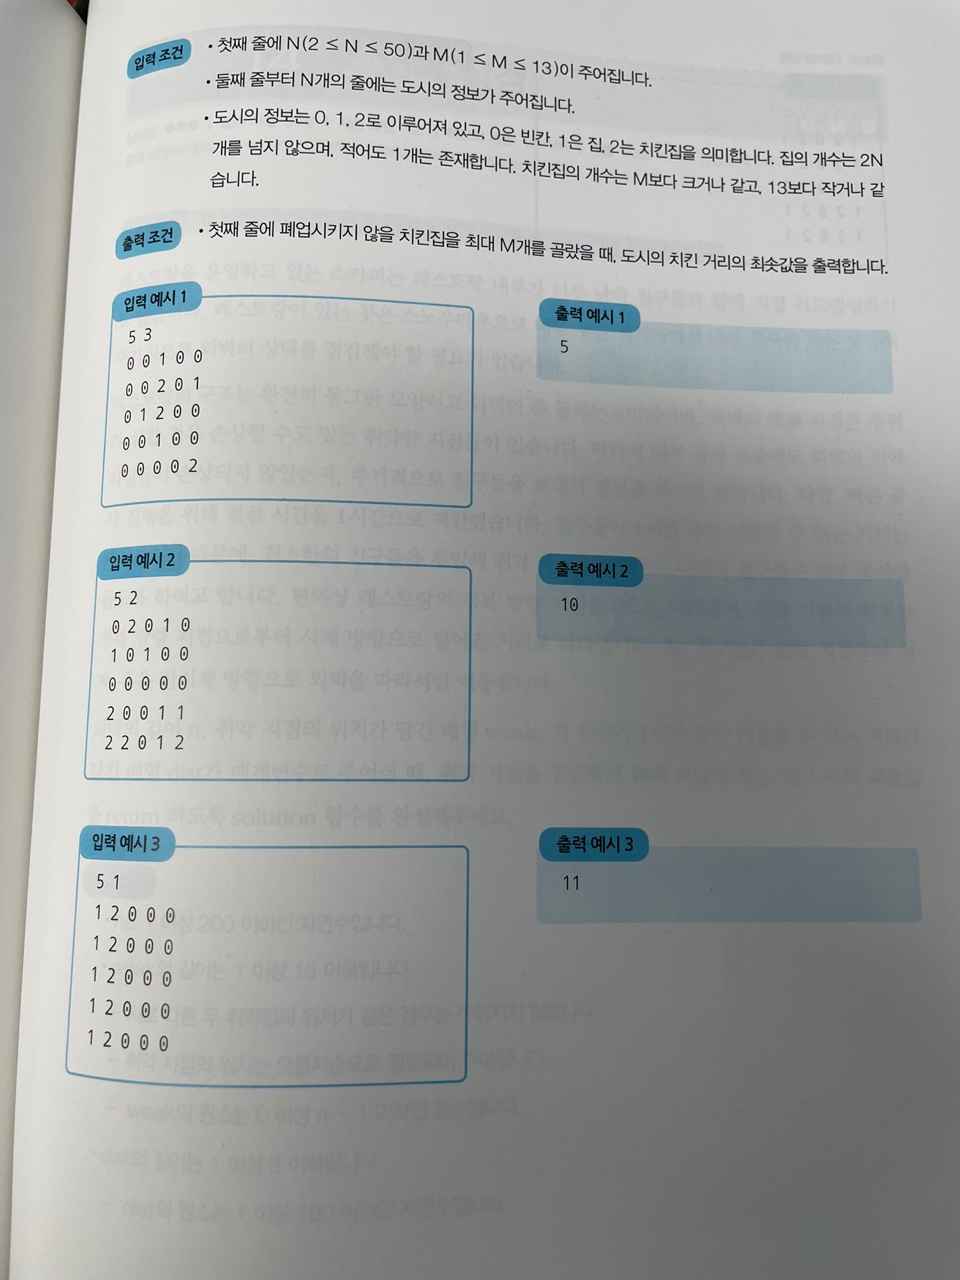 입력 조건
• 첫째 줄에 N(2 ≤ N ≤ 50)과 M(1 ≤ M ≤ 13)이 주어집니다.
• 둘째 줄부터 N개의 줄에는 도시의 정보가 주어집니다.
• 도시의 정보는 0, 1, 2로 이루어져 있고, 0은 빈칸, 1은 집, 2는 치킨집을 의미합니다. 집의 개수는 2N
개를 넘지 않으며, 적어도 1개는 존재합니다. 치킨집의 개수는 M보다 크거나 같고, 13보다 작거나 같
습니다.
출력 조건
• 첫째 줄에 폐업시키지 않을 치킨집을 최대 M개를 골랐을 때, 도시의 치킨 거리의 최솟값을 출력합니다.
입력 예시 1
5 3
0 0 1 0 0
0 0 2 0 1
0 1 2 0 0
0 0 1 0 0
0 0 0 0 2
출력 예시 1
5
입력 예시 2
5 2
0 2 0 1 0
1 0 1 0 0
0 0 0 0 0
2 0 0 1 1
2 2 0 1 2
출력 예시 2
10
입력 예시 3
5 1
1 2 0 0 0
1 2 0 0 0
1 2 0 0 0
1 2 0 0 0
1 2 0 0 0
출력 예시 3
11